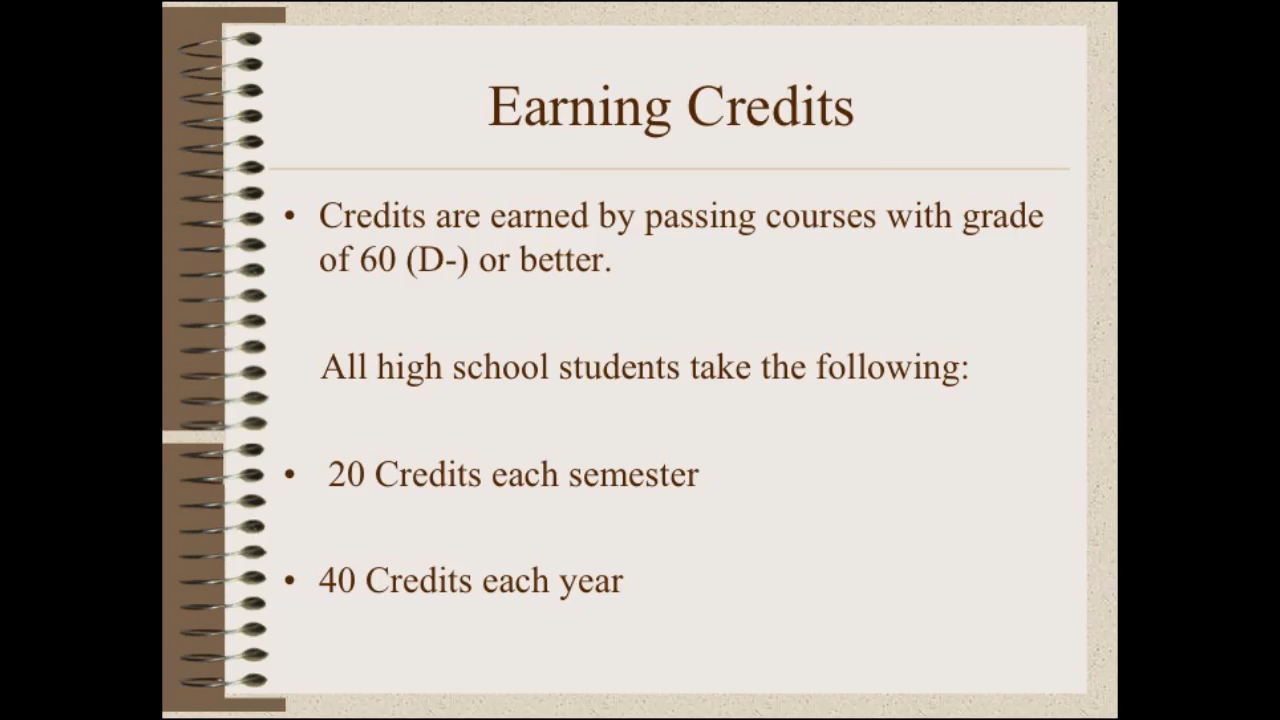 Earning Credits
• Credits are earned by passing courses with grade
of 60 (D-) or better.
All high school students take the following:
• 20 Credits each semester
• 40 Credits each year